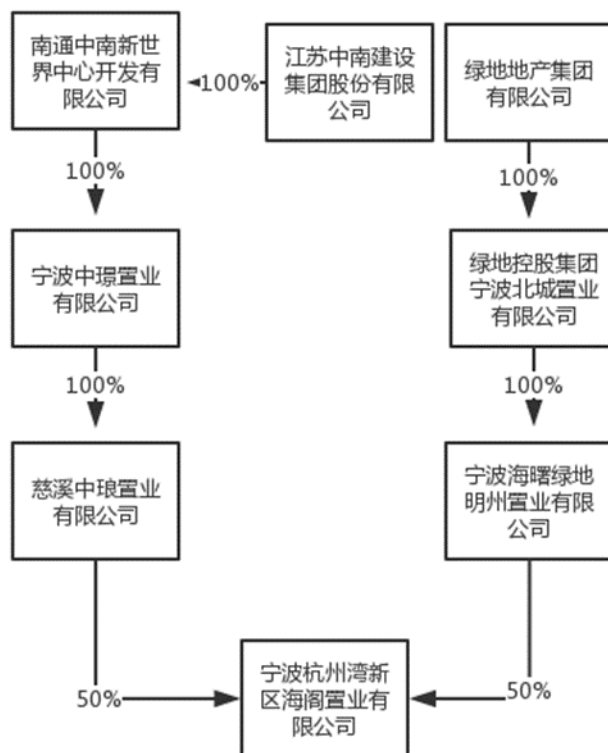 南通中南新世
界中心开发有
限公司
100%
江苏中南建设
集团股份有限
公司
绿地地产集团
有限公司
100%
100%
宁波中璟置业
有限公司
绿地控股集团
宁波北城置业
有限公司
100%
100%
慈溪中琅置业
有限公司
宁波海曙绿地
明州置业有限
公司
50%
宁波杭州湾新
区海阁置业有
限公司
50%